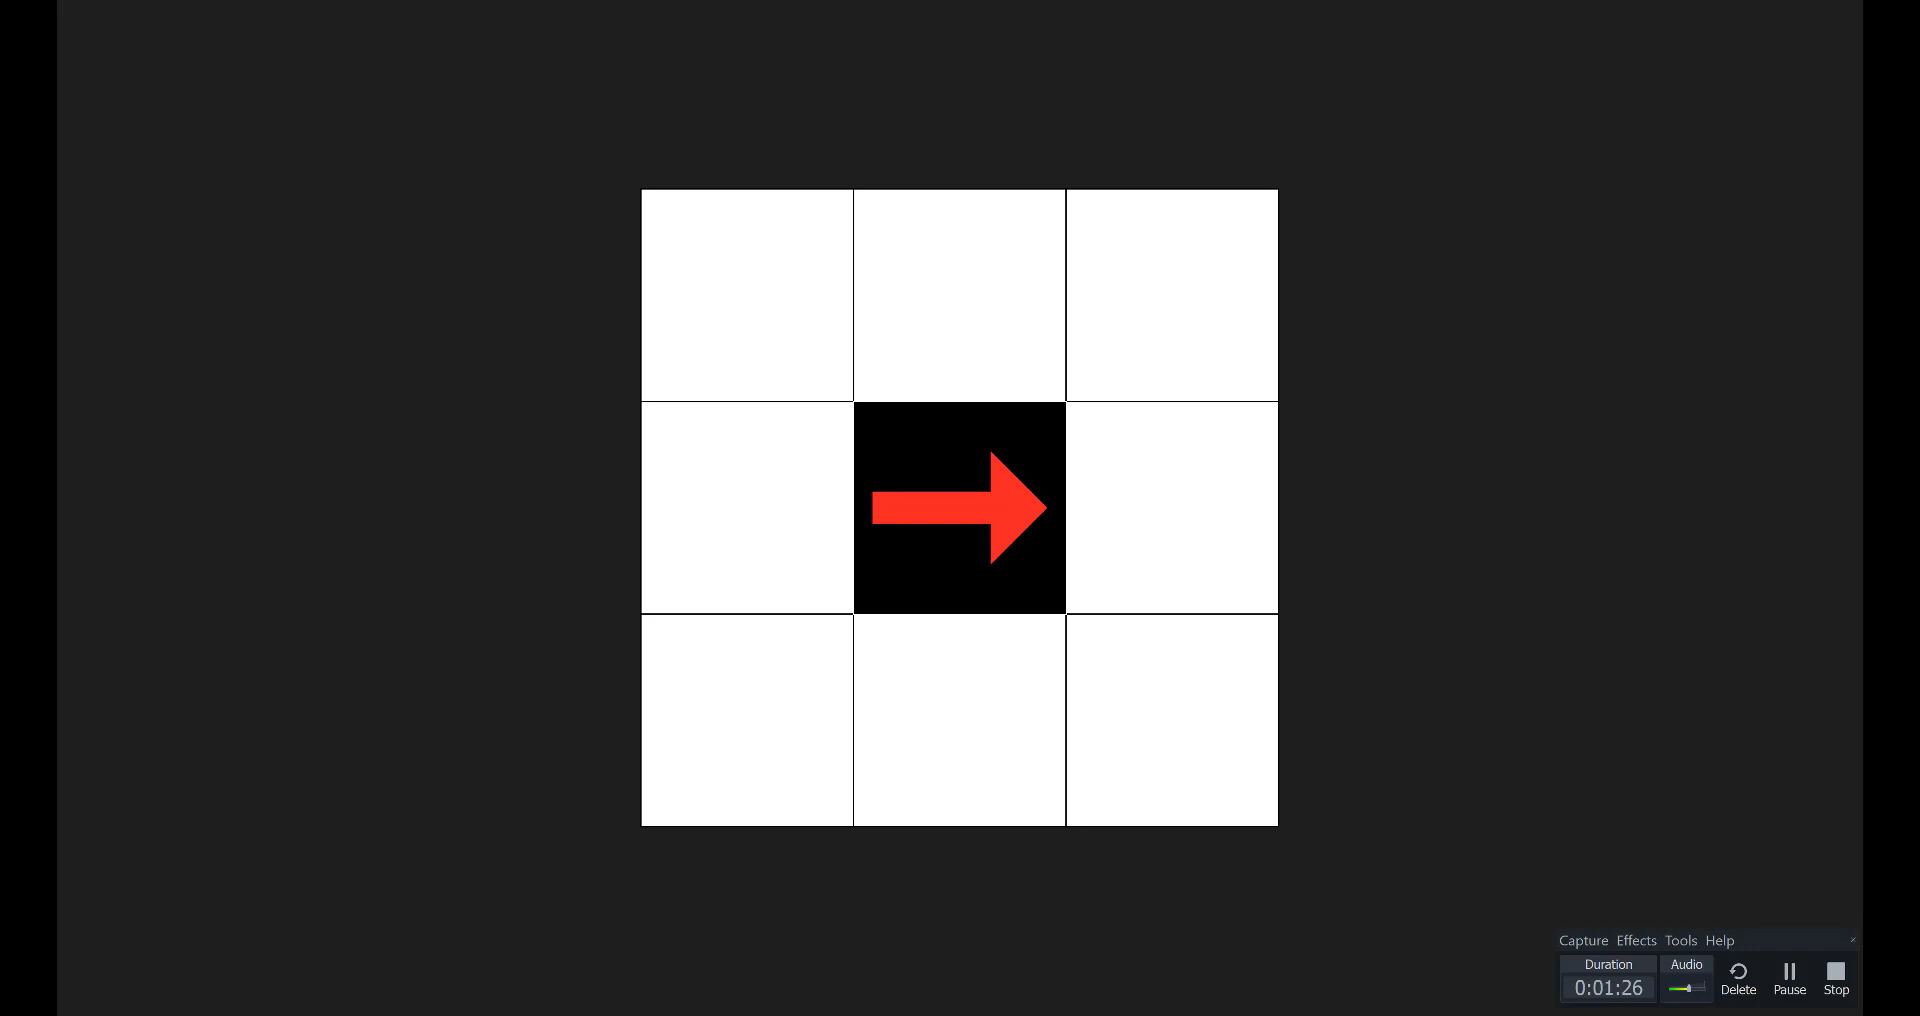 Capture Effects Tools Help
Duration Audio
0:01:26 Delete Pause Stop